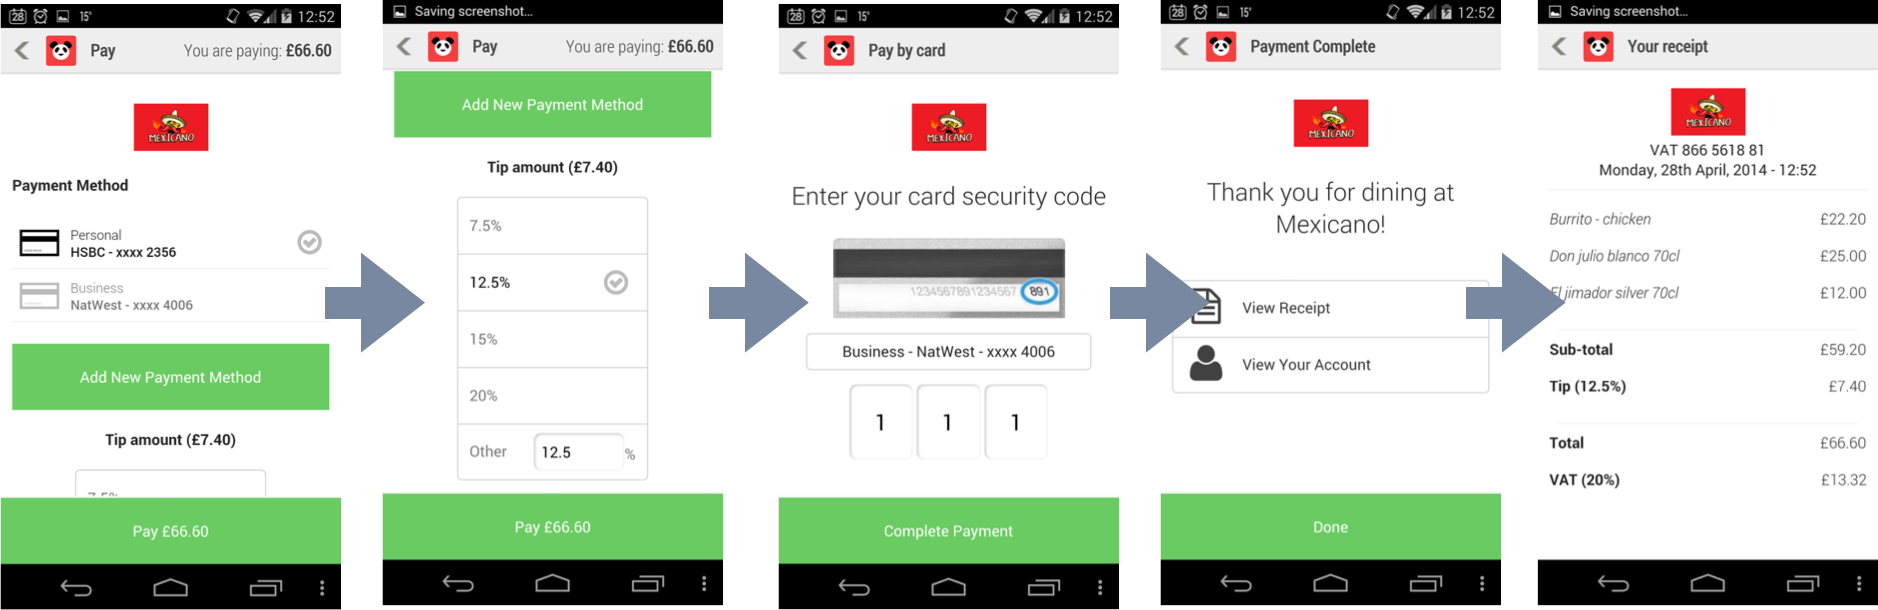 28 15° 12:52
Pay You are paying: £66.60
MEXICANO
Payment Method
Personal
HSBC - xxxx 2356
Business
NatWest - xxxx 4006
Add New Payment Method
Tip amount (£7.40)
7.5%
Pay £66.60
Saving screenshot...
Pay You are paying: £66.60
Add New Payment Method
Tip amount (£7.40)
7.5%
12.5%
15%
20%
Other 12.5 %
Pay £66.60
28 15° 12:52
Pay by card
MEXICANO
Enter your card security code
1234567891234567 891
Business - NatWest - xxxx 4006
1 1 1
Complete Payment
28 15° 12:52
Payment Complete
MEXICANO
Thank you for dining at
Mexicano!
View Receipt
View Your Account
Done
Saving screenshot...
Your receipt
MEXICANO
VAT 866 5618 81
Monday, 28th April, 2014 - 12:52
Burrito - chicken £22.20
Don julio blanco 70cl £25.00
El jimador silver 70cl £12.00
Sub-total £59.20
Tip (12.5%) £7.40
Total £66.60
VAT (20%) £13.32